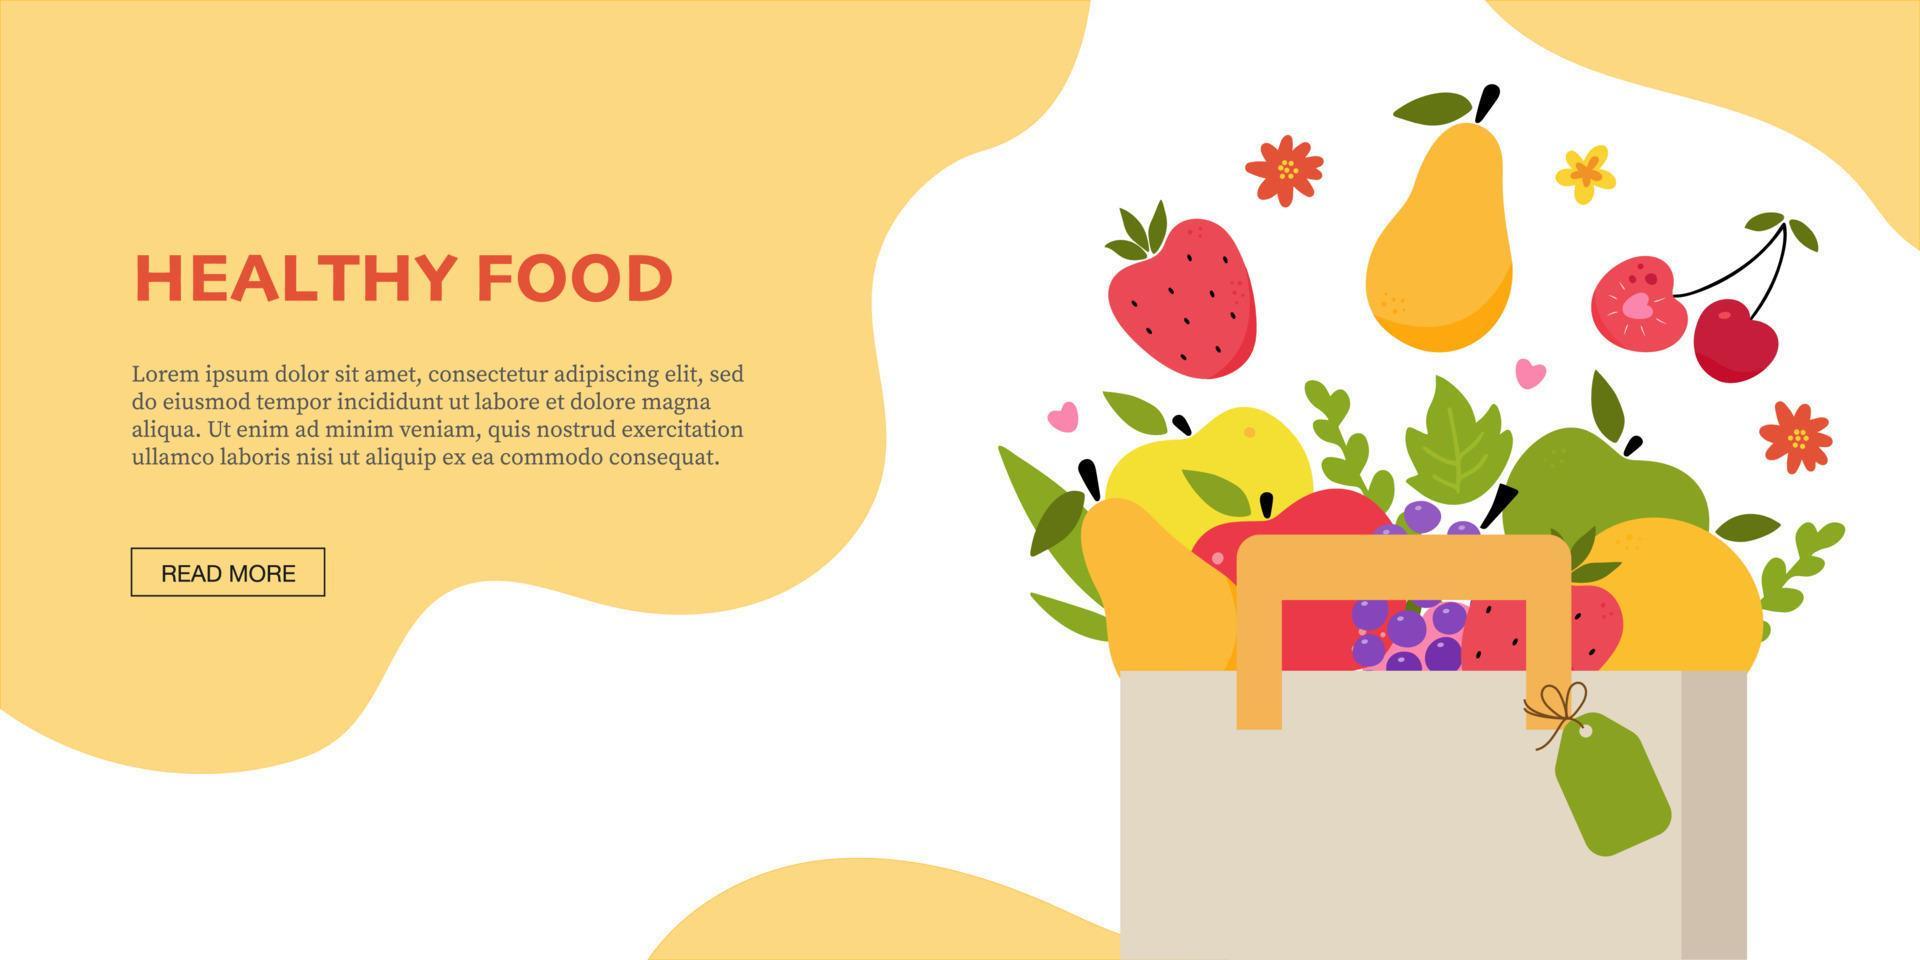 HEALTHY FOOD
Lorem ipsum dolor sit amet, consectetur adipiscing elit, sed
do eiusmod tempor incididunt ut labore et dolore magna
aliqua. Ut enim ad minim veniam, quis nostrud exercitation
ullamco laboris nisi ut aliquip ex ea commodo consequat.
READ MORE